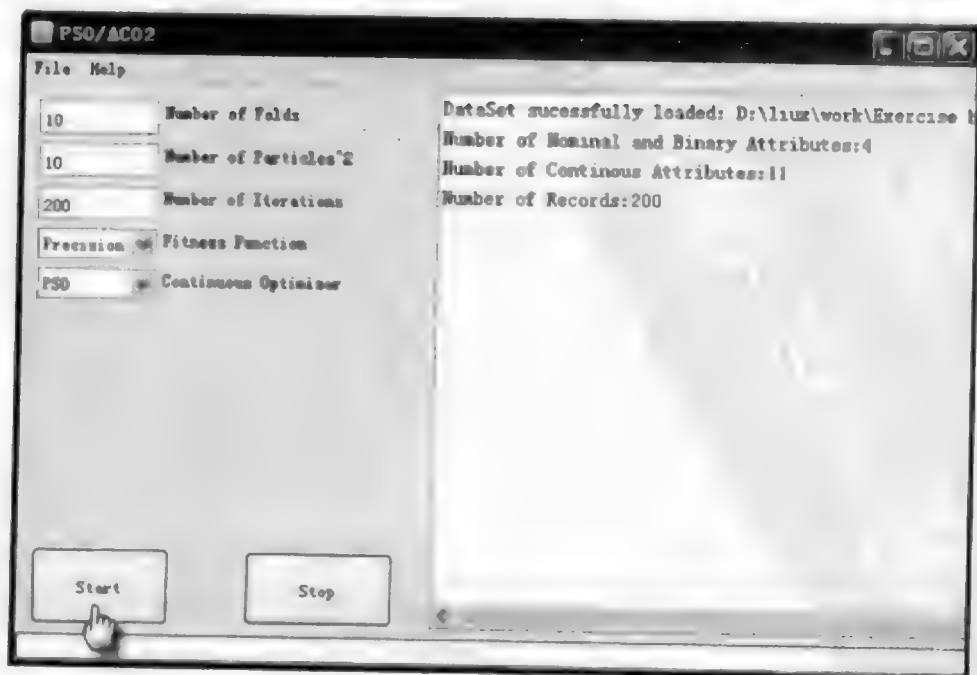 PSO/ACO2
File Help
10 Number of Folds
10 Number of Particles^2
200 Number of Iterations
Precision Fitness Function
PSO Continuous Optimiser
Start
Stop
DataSet sucessfully loaded: D:\liux\work\Exercise
Number of Nominal and Binary Attributes:4
Number of Continous Attributes:11
Number of Records:200